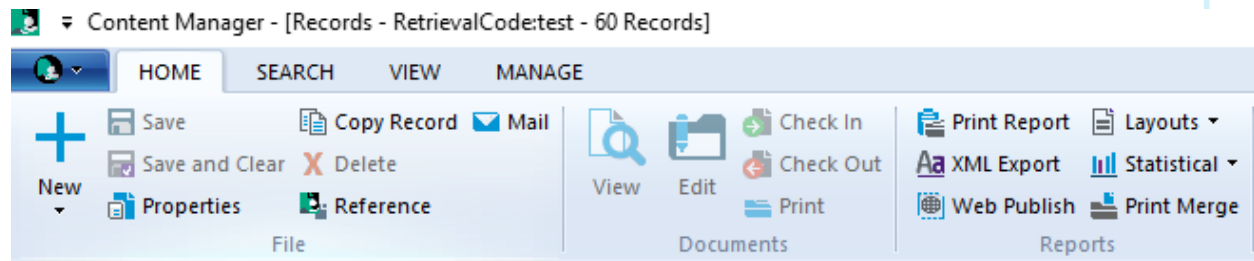 Content Manager - [Records - RetrievalCode:test - 60 Records]
HOME SEARCH VIEW MANAGE
New
Save
Save and Clear
Properties
Copy Record
Delete
Reference
Mail
File
View
Edit
Check In
Check Out
Print
Documents
Print Report
XML Export
Web Publish
Layouts
Statistical
Print Merge
Reports